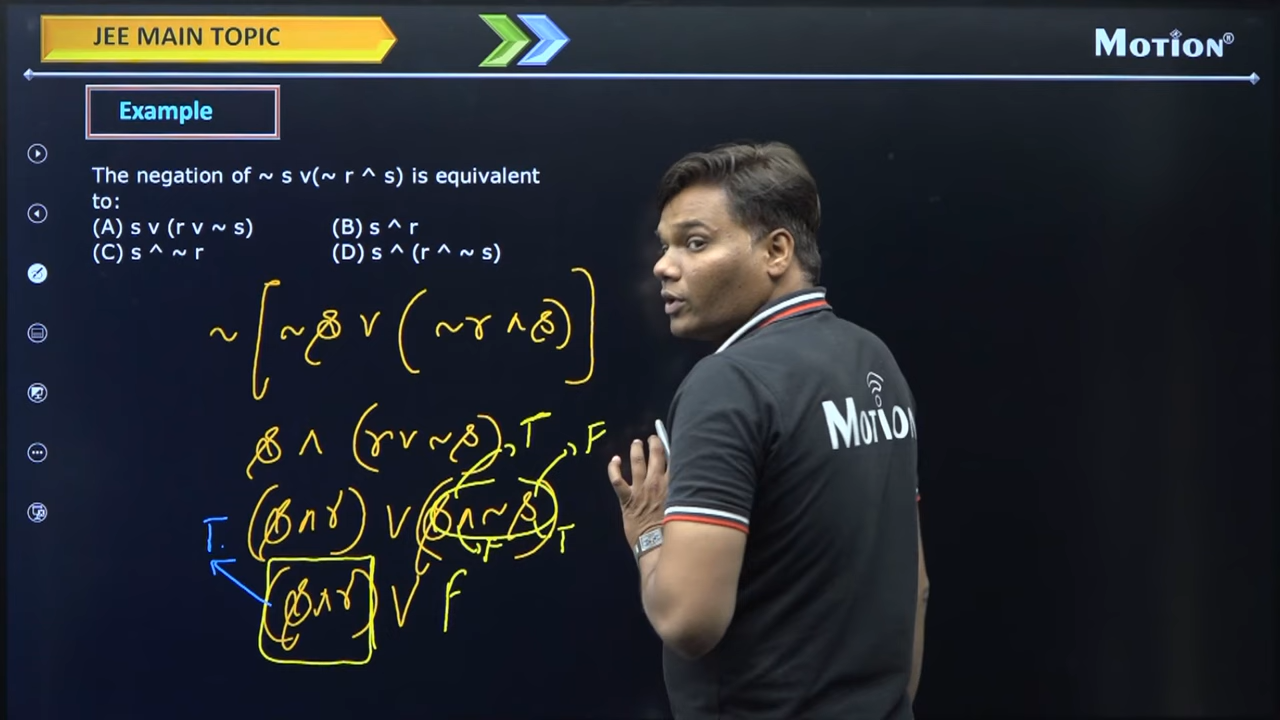 JEE MAIN TOPIC
MOTION®
Example
The negation of ~ s v(~ r ^ s) is equivalent
to:
(A) s v (r v ~ s) (B) s ^ r
(C) s ^ ~ r (D) s ^ (r ^ ~ s)
~ [ ~s ∨ ( ~r ∧ s) ]
s ∧ (r ∨ ~s) T F
T. (s ∧ r) ∨ (s ∧ ~s) F T
(s ∧ r) ∨ F
MOTION